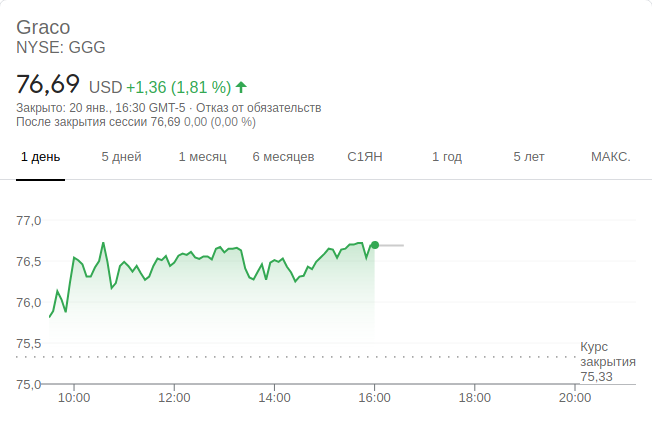 Graco
NYSE: GGG
76,69 USD +1,36 (1,81 %)
Закрыто: 20 янв., 16:30 GMT-5 · Отказ от обязательств
После закрытия сессии 76,69 0,00 (0,00 %)
1 день 5 дней 1 месяц 6 месяцев С1ЯН 1 год 5 лет МАКС.
77,0
76,5
76,0
75,5
Курс
закрытия
75,33
75,0
10:00 12:00 14:00 16:00 18:00 20:00